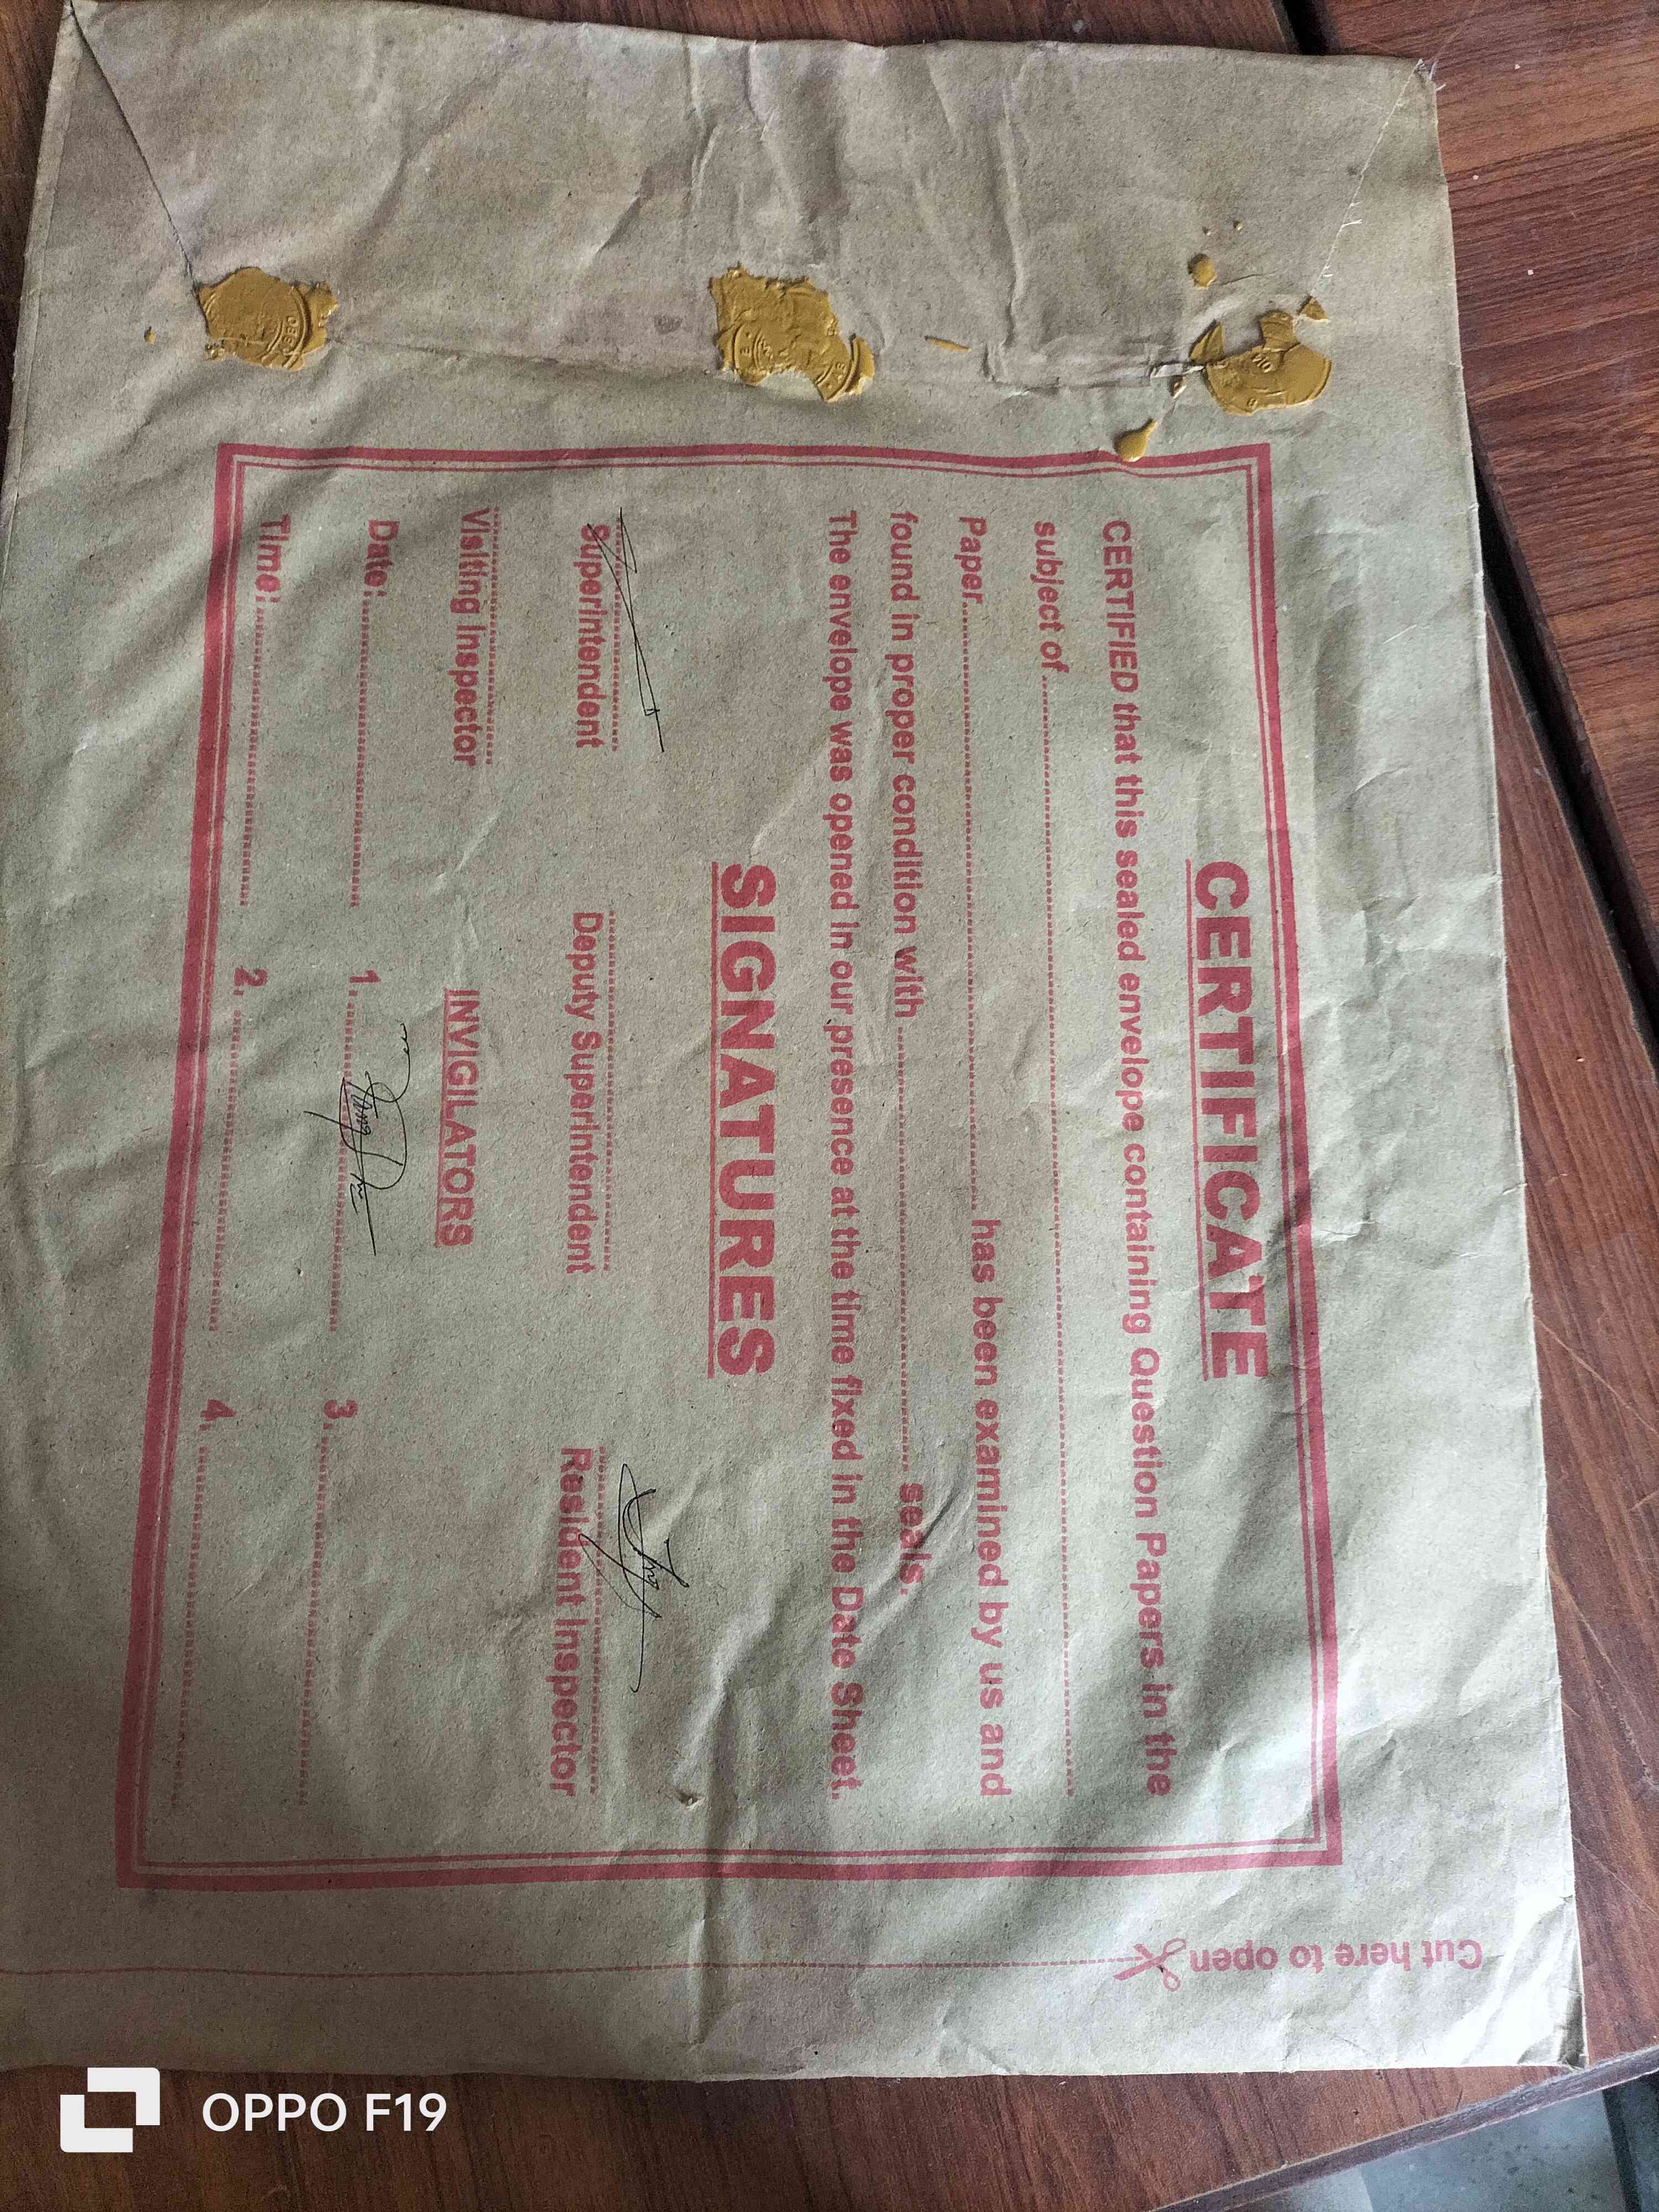 CERTIFICATE
CERTIFIED that this sealed envelope containing Question Papers in the
subject of
Paper has been examined by us and
found in proper condition with seals.
The envelope was opened in our presence at the time fixed in the Date Sheet.
SIGNATURES
Superintendent Deputy Superintendent Resident Inspector
Visiting Inspector INVIGILATORS
Date: 1. 3.
Time: 2. 4.
Cut here to open
OPPO F19